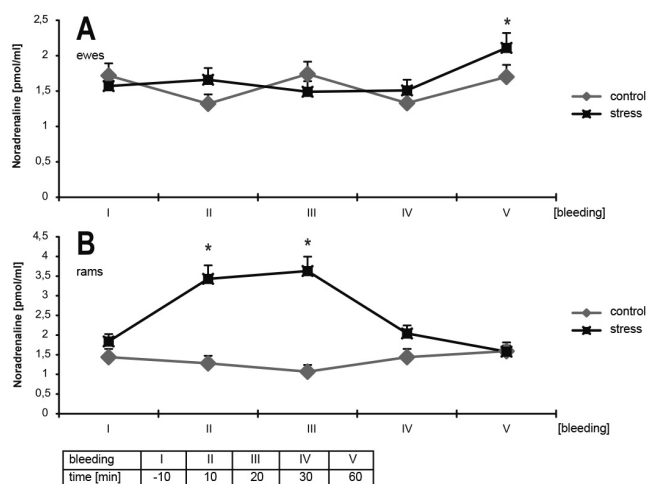 A
ewes
Noradrenaline [pmol/ml]
2,5
2
1,5
1
0,5
0
*
control
stress
I II III IV V [bleeding]
B
rams
Noradrenaline [pmol/ml]
4,5
4
3,5
3
2,5
2
1,5
1
0,5
0
* *
control
stress
I II III IV V [bleeding]
bleeding I II III IV V
time [min] -10 10 20 30 60